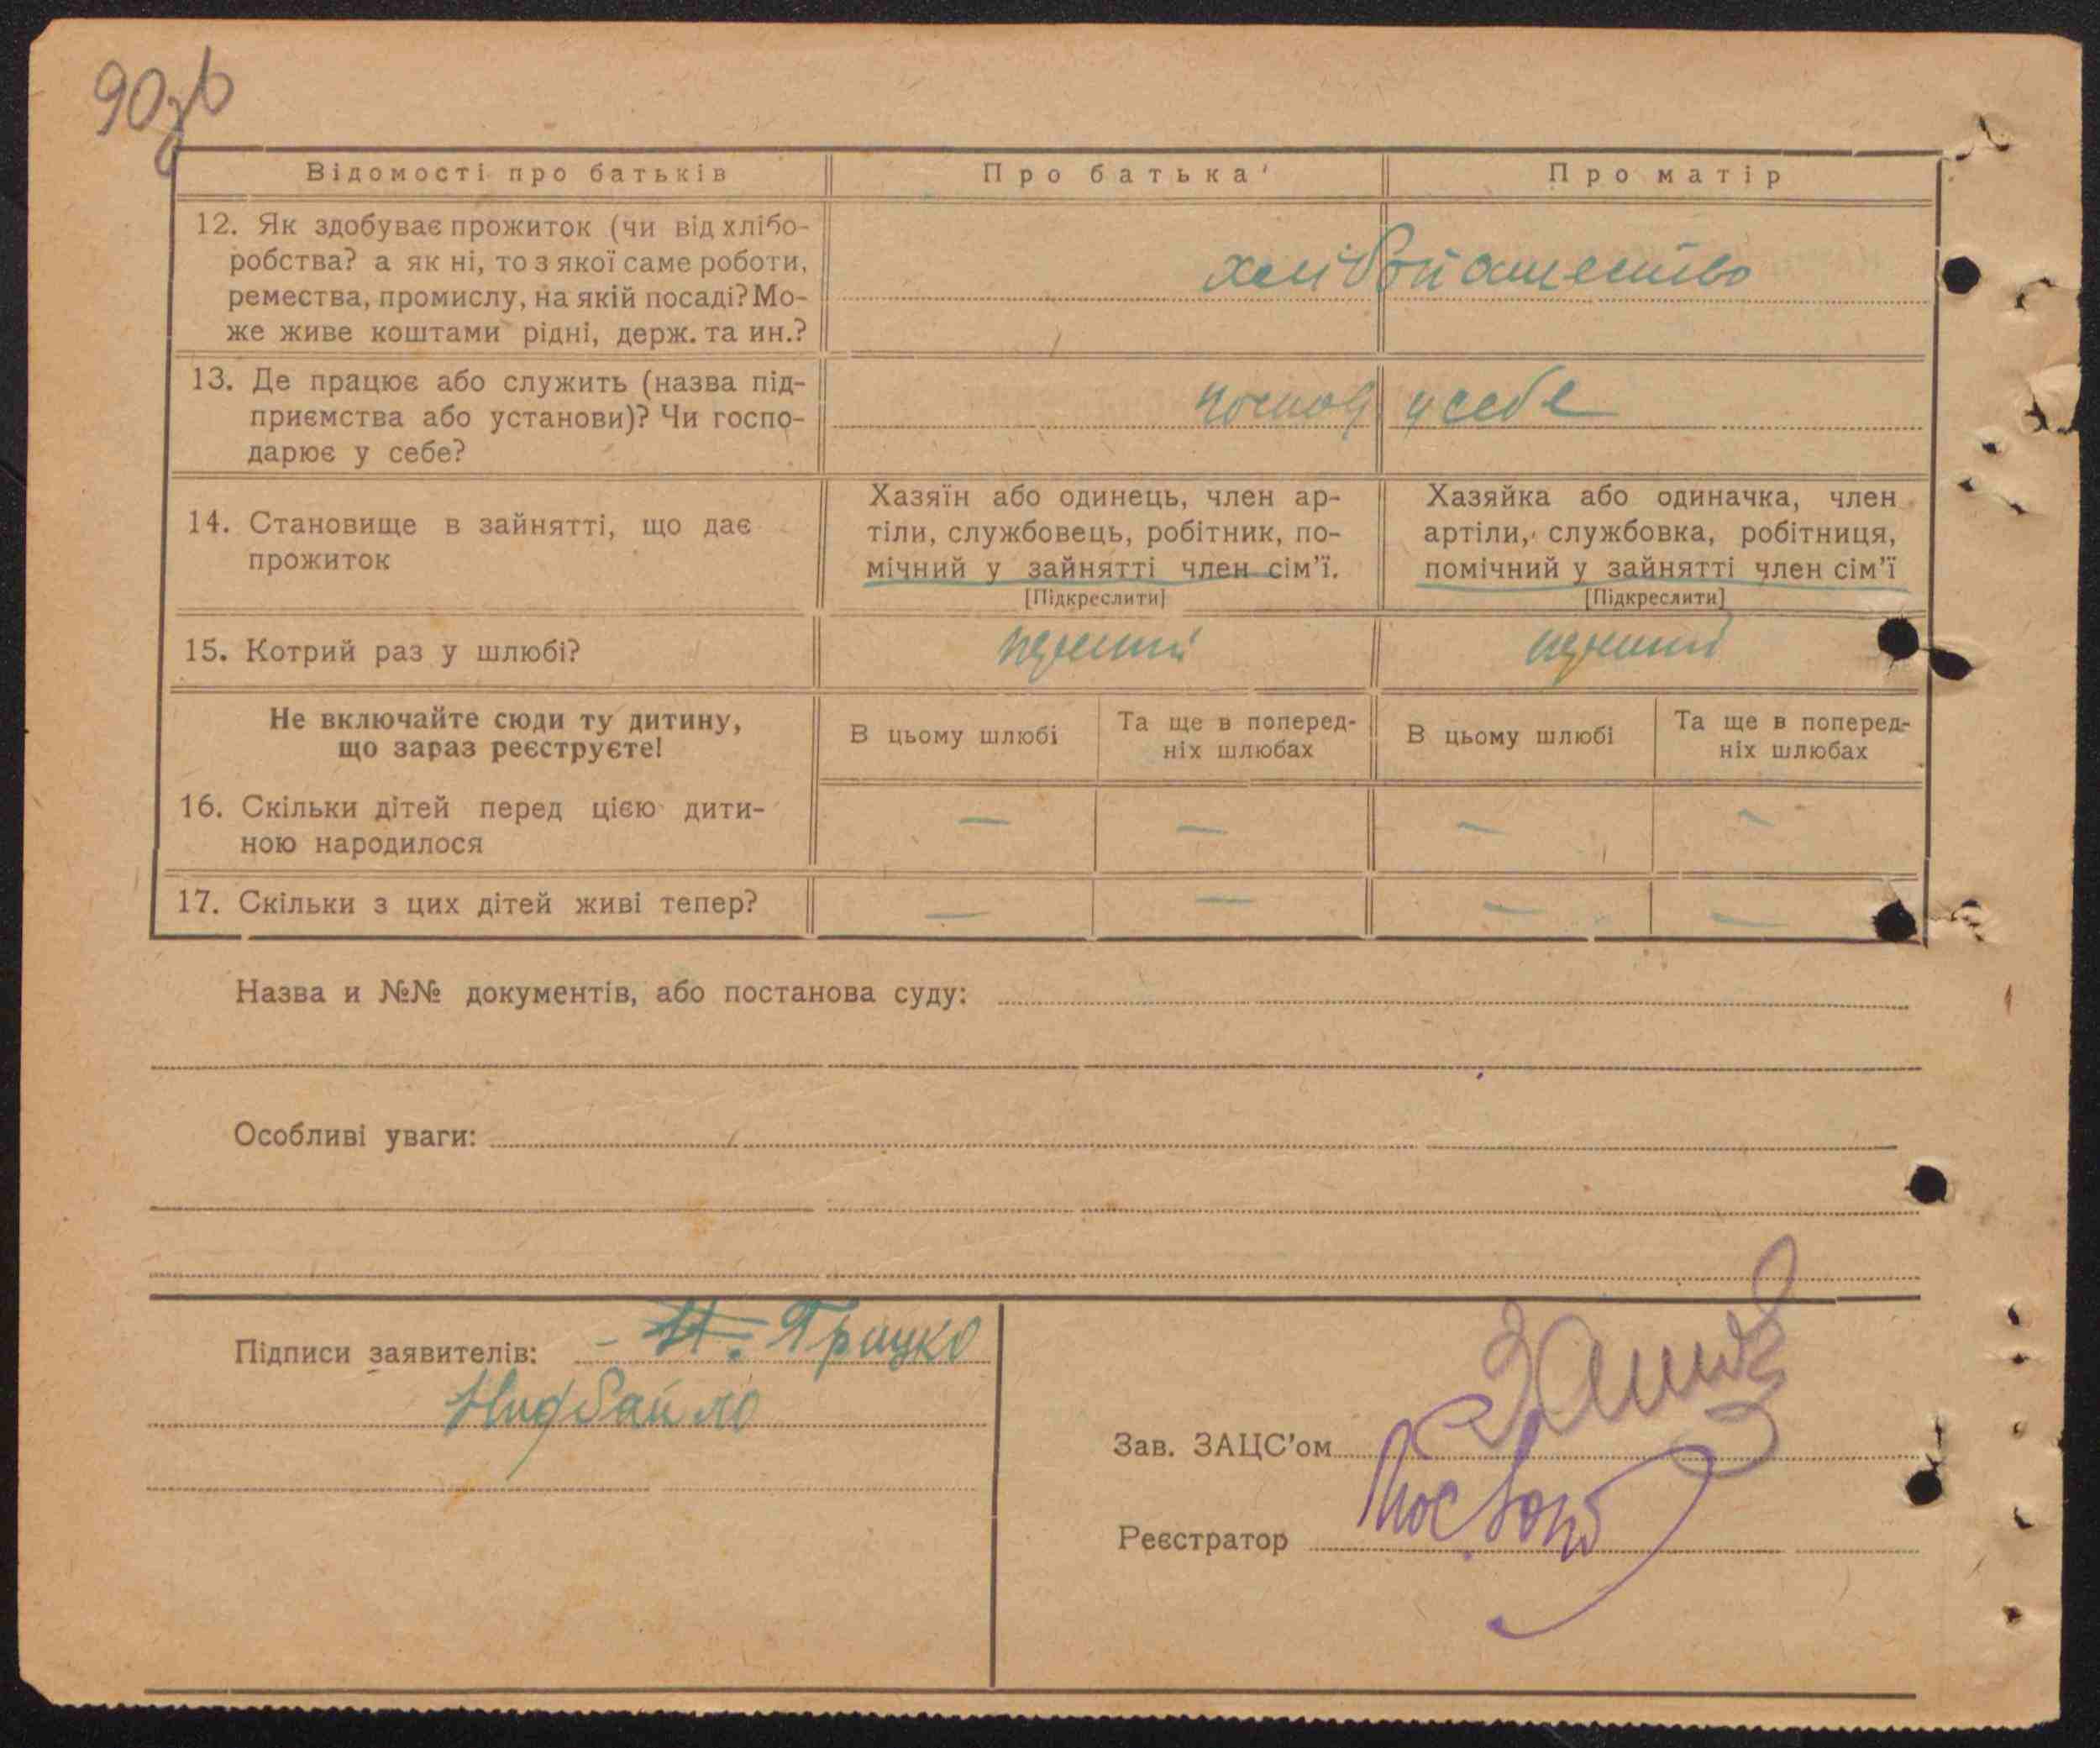 90зв
Відомості про батьків
Про батька
Про матір
12. Як здобуває прожиток (чи від хлібо-
робства? а як ні, то з якої саме роботи,
ремества, промислу, на якій посаді? Мо-
же живе коштами рідні, держ. та ин.?
хлібопашество
13. Де працює або служить (назва під-
приємства або установи)? Чи госпо-
дарює у себе?
господ у себе
14. Становище в зайнятті, що дає
прожиток
Хазяїн або одинець, член ар-
тіли, службовець, робітник, по-
мічний у зайнятті член сім'ї.
[Підкреслити]
Хазяйка або одиначка, член
артіли, службовка, робітниця,
помічний у зайнятті член сім'ї
[Підкреслити]
15. Котрий раз у шлюбі?
перший
перший
Не включайте сюди ту дитину,
що зараз реєструєте!
В цьому шлюбі
Та ще в поперед-
ніх шлюбах
В цьому шлюбі
Та ще в поперед-
ніх шлюбах
16. Скільки дітей перед цією дити-
ною народилося
— — — —
17. Скільки з цих дітей живі тепер?
— — — —
Назва и №№ документів, або постанова суду:
Особливі уваги:
Підписи заявителів: Грицко
Нидбайло
Зав. ЗАЦС'ом
Реєстратор